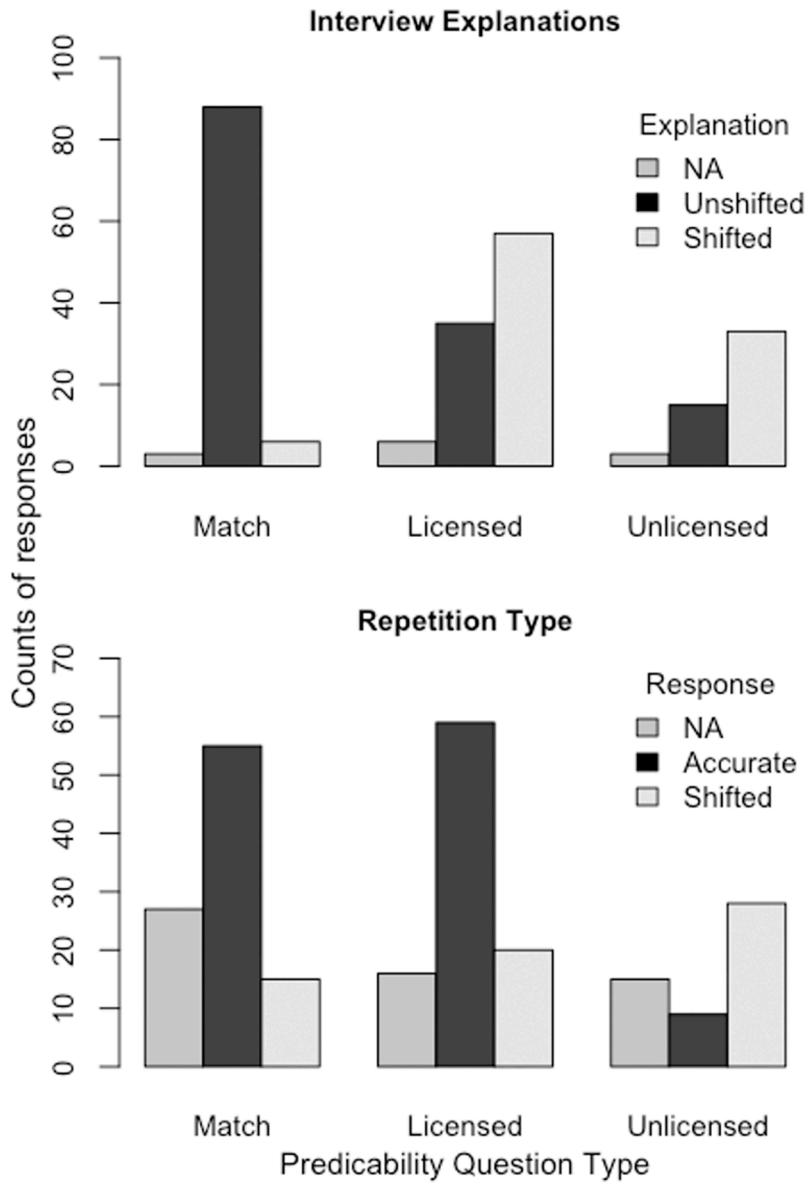 Interview Explanations
100
80
60
40
20
0
Explanation
NA
Unshifted
Shifted
Match
Licensed
Unlicensed
Counts of responses
Repetition Type
70
60
50
40
30
20
10
0
Response
NA
Accurate
Shifted
Match
Licensed
Unlicensed
Predicability Question Type